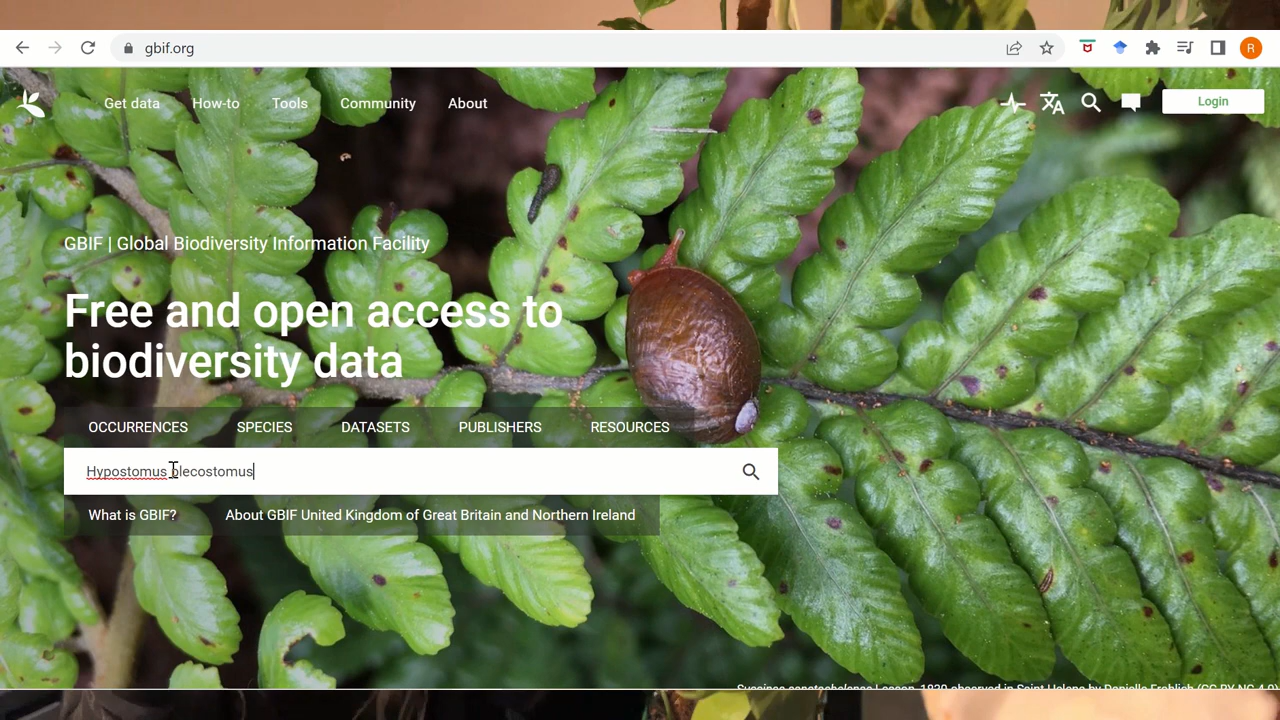 gbif.org
R
Get data How-to Tools Community About
Login
GBIF | Global Biodiversity Information Facility
Free and open access to
biodiversity data
OCCURRENCES SPECIES DATASETS PUBLISHERS RESOURCES
Hypostomus plecostomus
What is GBIF? About GBIF United Kingdom of Great Britain and Northern Ireland